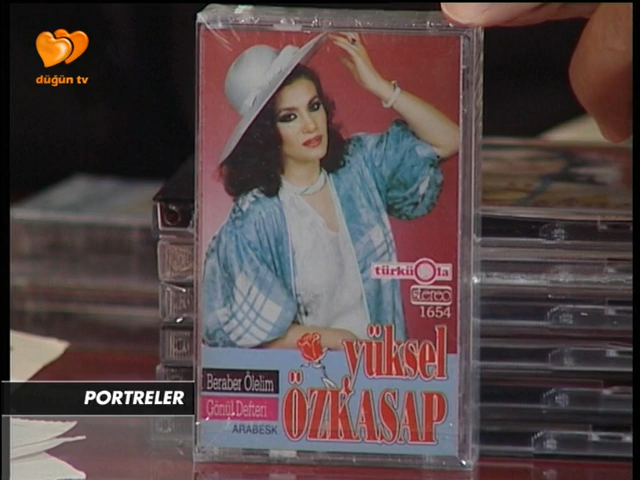 düğün tv
türküola
stereo
1654
yüksel
ÖZKASAP
Beraber Ölelim
Gönül Defteri
ARABESK
PORTRELER